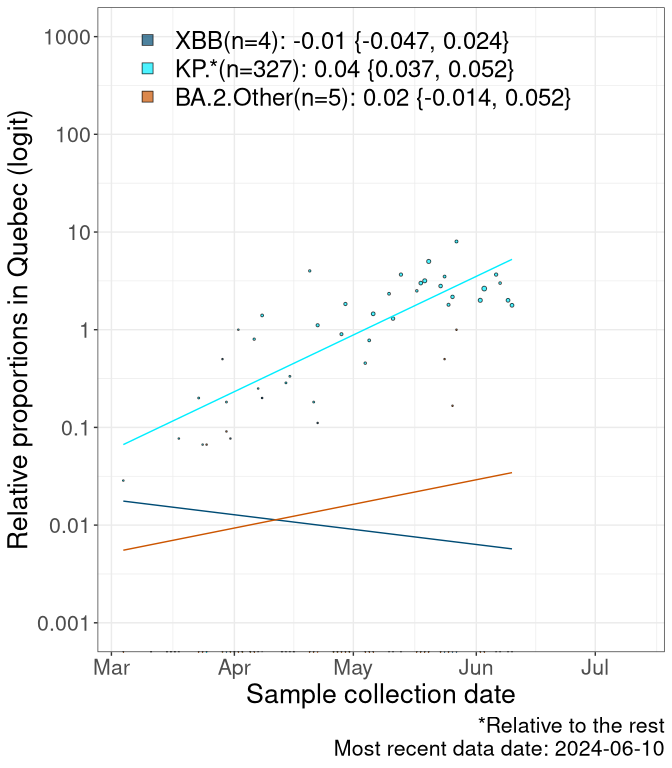 XBB(n=4): -0.01 {-0.047, 0.024}
KP.*(n=327): 0.04 {0.037, 0.052}
BA.2.Other(n=5): 0.02 {-0.014, 0.052}
Relative proportions in Quebec (logit)
1000
100
10
1
0.1
0.01
0.001
Mar Apr May Jun Jul
Sample collection date
*Relative to the rest
Most recent data date: 2024-06-10